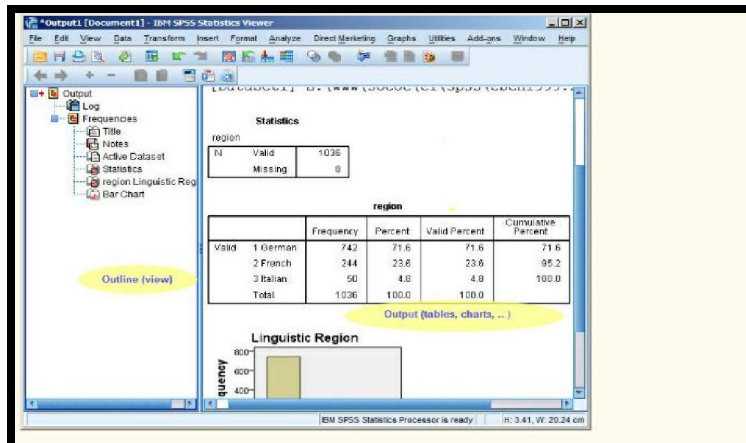 *Output1 [Document1] - IBM SPSS Statistics Viewer
File Edit View Data Transform Insert Format Analyze Direct Marketing Graphs Utilities Add-ons Window Help
Output
Log
Frequencies
Title
Notes
Active Dataset
Statistics
region Linguistic Reg
Bar Chart
Outline (view)
Statistics
region
N Valid 1036
Missing 0
region
Frequency Percent Valid Percent Cumulative Percent
Valid 1 German 742 71.6 71.6 71.6
2 French 244 23.6 23.6 95.2
3 Italian 50 4.8 4.8 100.0
Total 1036 100.0 100.0
Output (tables, charts, .. )
Linguistic Region
800
600
400
quency
IBM SPSS Statistics Processor is ready H: 3.41, W: 20.24 cm